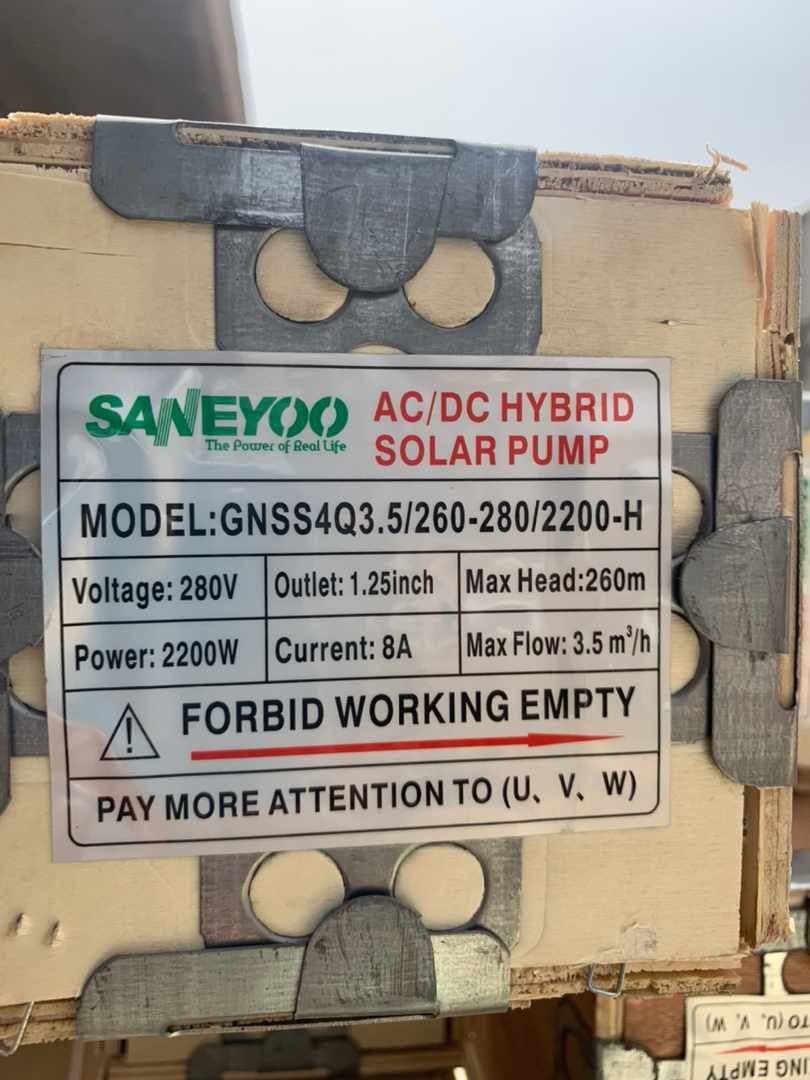 SANEYOO
The Power of Real Life
AC/DC HYBRID
SOLAR PUMP
MODEL:GNSS4Q3.5/260-280/2200-H
Voltage: 280V Outlet: 1.25inch Max Head:260m
Power: 2200W Current: 8A Max Flow: 3.5 m³/h
FORBID WORKING EMPTY
PAY MORE ATTENTION TO (U、V、W)
TO (U、V、W)